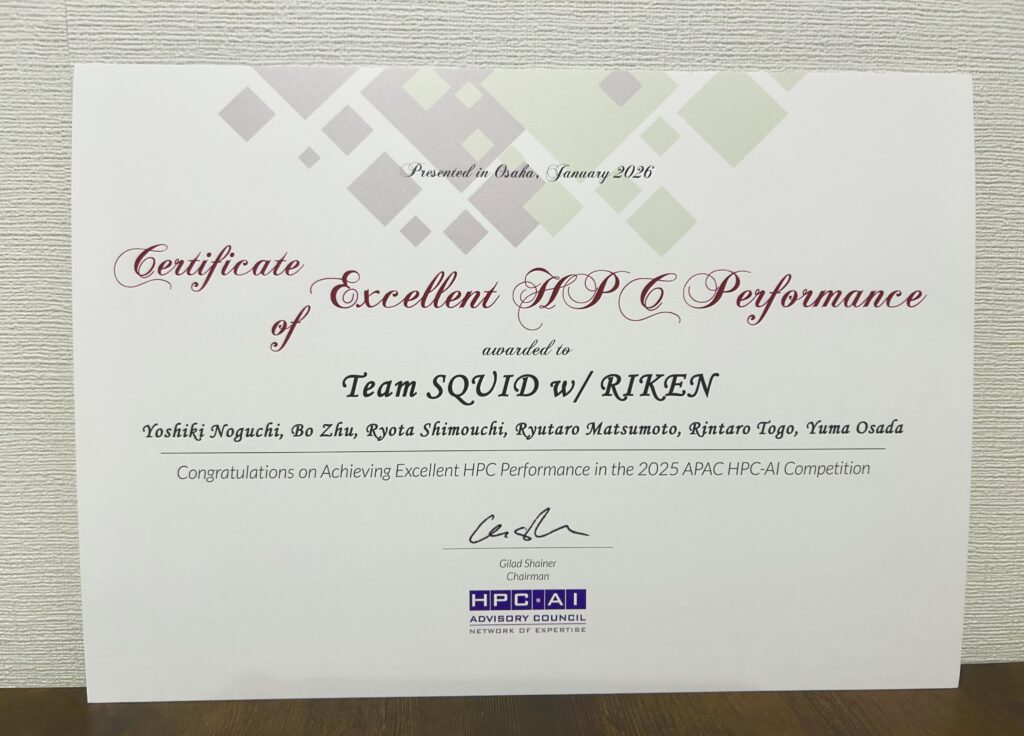 Presented in Osaka, January 2026
Certificate
of
Excellent HPC Performance
awarded to
Team SQUID w/ RIKEN
Yoshiki Noguchi, Bo Zhu, Ryota Shimouchi, Ryutaro Matsumoto, Rintaro Togo, Yuma Osada
Congratulations on Achieving Excellent HPC Performance in the 2025 APAC HPC-AI Competition
Gilad Shainer
Chairman
HPC-AI
ADVISORY COUNCIL
NETWORK OF EXPERTISE